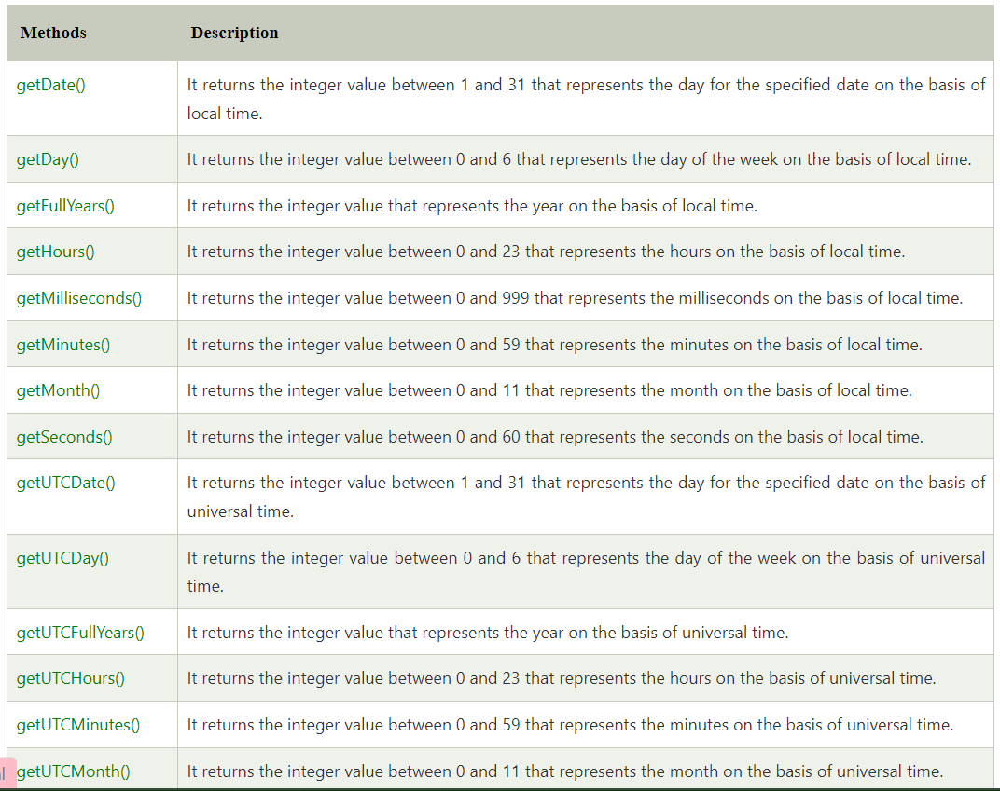 Methods Description
getDate() It returns the integer value between 1 and 31 that represents the day for the specified date on the basis of
local time.
getDay() It returns the integer value between 0 and 6 that represents the day of the week on the basis of local time.
getFullYears() It returns the integer value that represents the year on the basis of local time.
getHours() It returns the integer value between 0 and 23 that represents the hours on the basis of local time.
getMilliseconds() It returns the integer value between 0 and 999 that represents the milliseconds on the basis of local time.
getMinutes() It returns the integer value between 0 and 59 that represents the minutes on the basis of local time.
getMonth() It returns the integer value between 0 and 11 that represents the month on the basis of local time.
getSeconds() It returns the integer value between 0 and 60 that represents the seconds on the basis of local time.
getUTCDate() It returns the integer value between 1 and 31 that represents the day for the specified date on the basis of
universal time.
getUTCDay() It returns the integer value between 0 and 6 that represents the day of the week on the basis of universal
time.
getUTCFullYears() It returns the integer value that represents the year on the basis of universal time.
getUTCHours() It returns the integer value between 0 and 23 that represents the hours on the basis of universal time.
getUTCMinutes() It returns the integer value between 0 and 59 that represents the minutes on the basis of universal time.
getUTCMonth() It returns the integer value between 0 and 11 that represents the month on the basis of universal time.